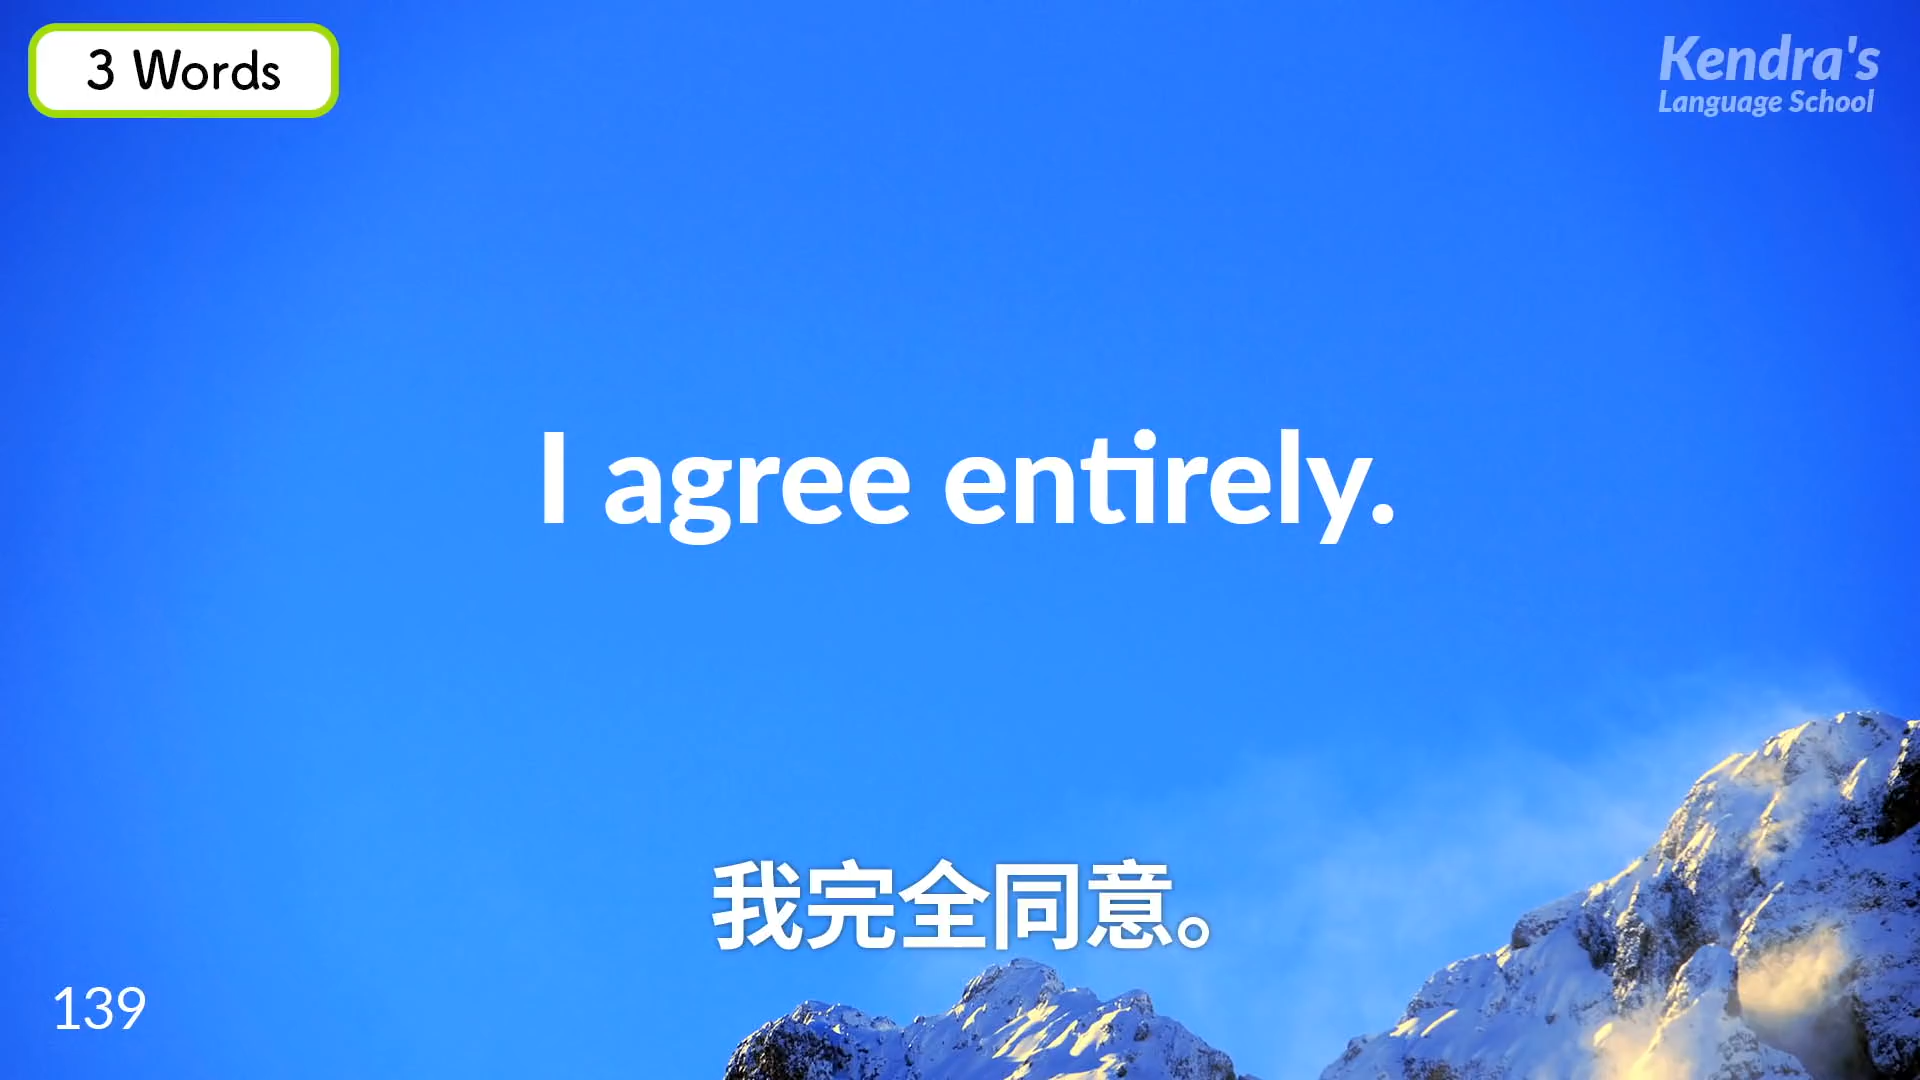 3 Words
Kendra's
Language School
I agree entirely.
我完全同意。
139